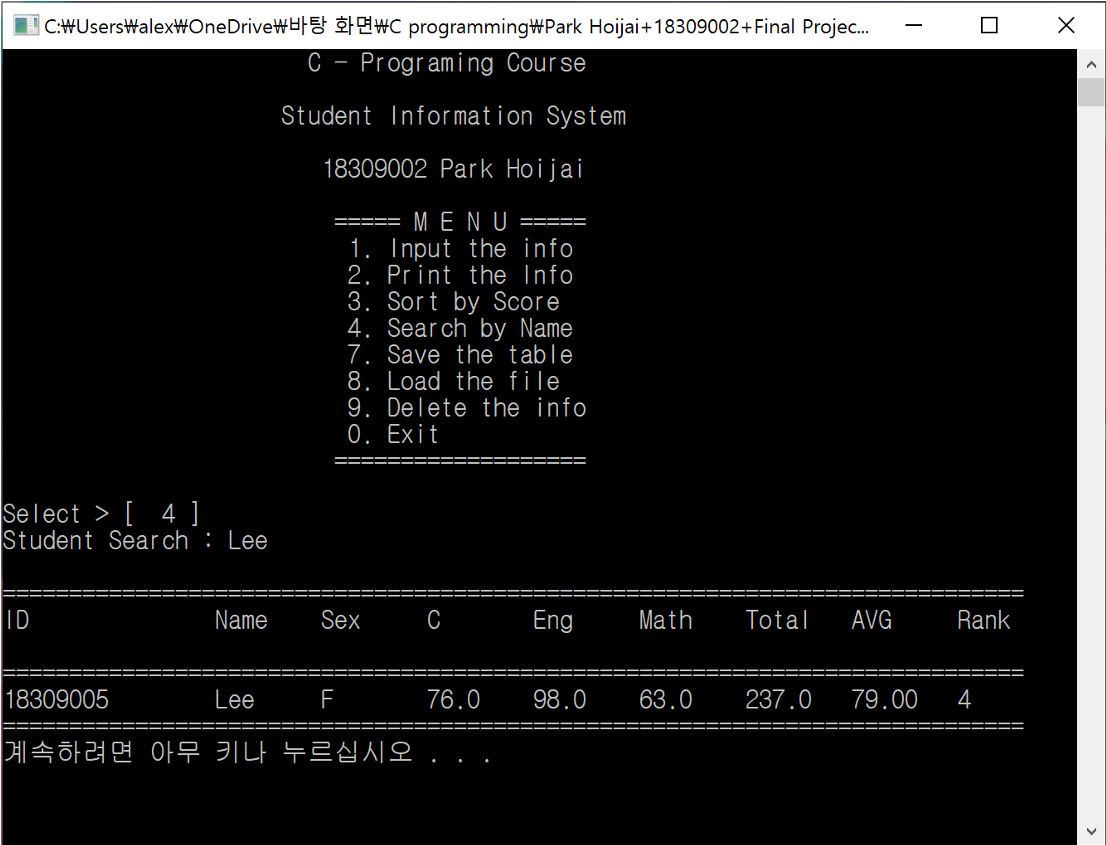 C:₩Users₩alex₩OneDrive₩바탕 화면₩C programming₩Park Hoijai+18309002+Final Projec...
C - Programing Course
Student Information System
18309002 Park Hoijai
===== M E N U =====
1. Input the info
2. Print the Info
3. Sort by Score
4. Search by Name
7. Save the table
8. Load the file
9. Delete the info
0. Exit
===================
Select > [  4 ]
Student Search : Lee
=============================================================================
ID Name Sex C Eng Math Total AVG Rank
=============================================================================
18309005 Lee F 76.0 98.0 63.0 237.0 79.00 4
=============================================================================
계속하려면 아무 키나 누르십시오 . . .